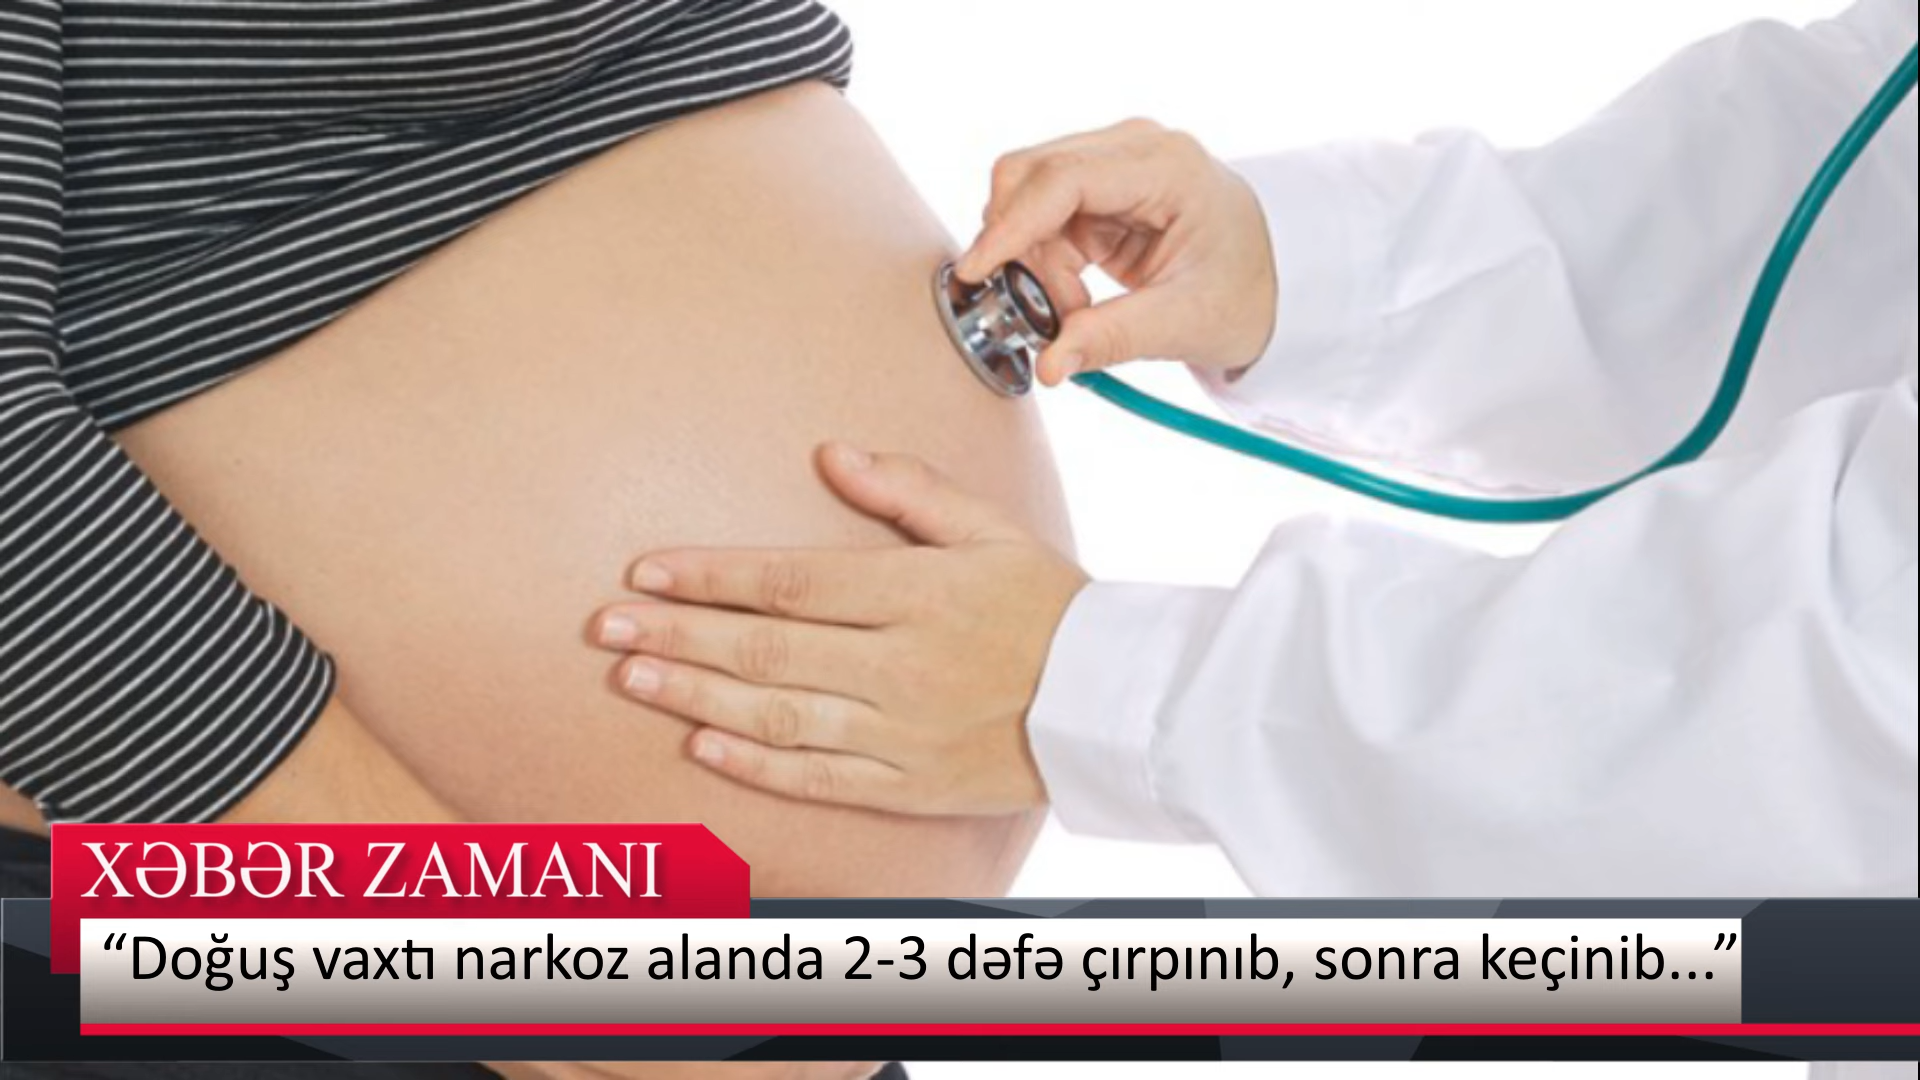 XƏBƏR ZAMANI
“Doğuş vaxtı narkoz alanda 2-3 dəfə çırpınıb, sonra keçinib...”